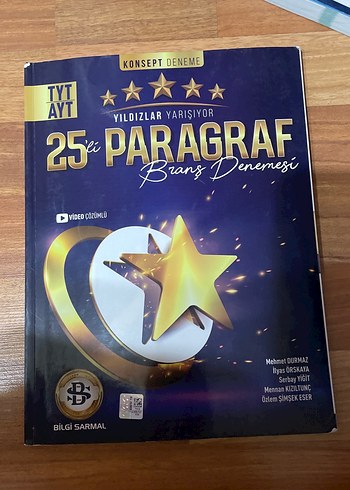 KONSEPT DENEME
TYT
AYT
YILDIZLAR YARIŞIYOR
25'li PARAGRAF
Branş Denemesi
VİDEO ÇÖZÜMLÜ
Mehmet DURMAZ
İlyas ÖRSKAYA
Serbay YİĞİT
Mennan KIZILTUNÇ
Özlem ŞİMŞEK ESER
BS
BİLGİ SARMAL